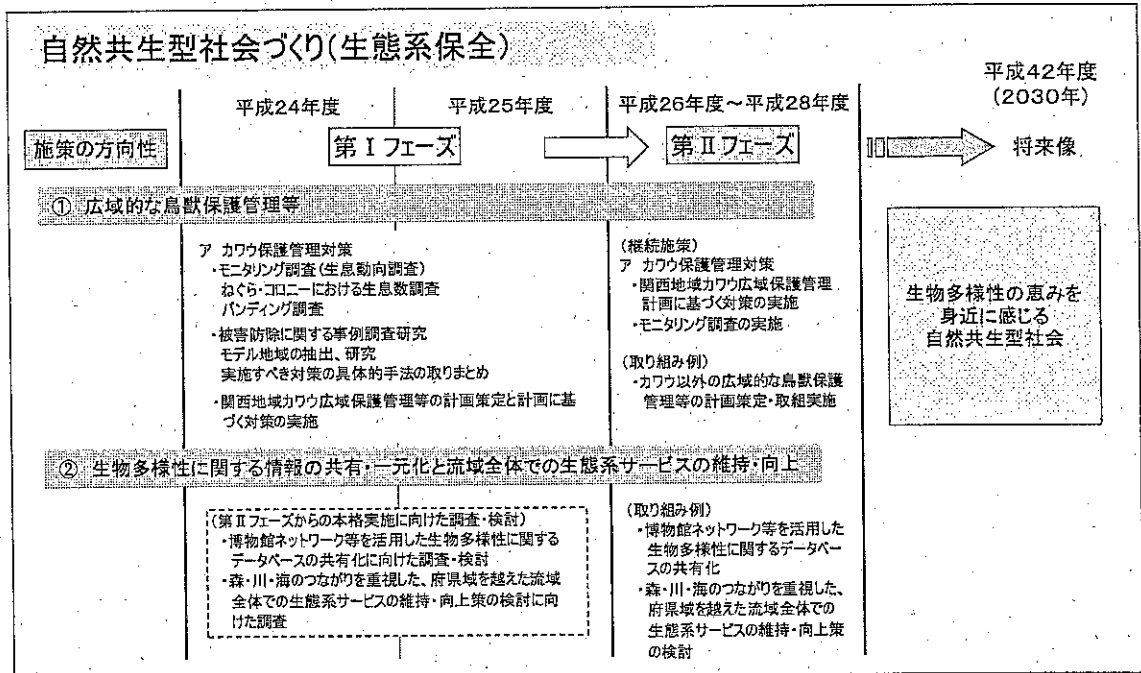 自然共生型社会づくり(生態系保全)
平成42年度
(2030年)
平成24年度
平成25年度
平成26年度～平成28年度
施策の方向性
第Ⅰフェーズ
第Ⅱフェーズ
将来像
① 広域的な鳥獣保護管理等
ア カワウ保護管理対策
・モニタリング調査(生息動向調査)
ねぐら・コロニーにおける生息数調査
バンディング調査
・被害防除に関する事例調査研究
モデル地域の抽出、研究
実施すべき対策の具体的手法の取りまとめ
・関西地域カワウ広域保護管理等の計画策定と計画に基
づく対策の実施
(継続施策)
ア カワウ保護管理対策
・関西地域カワウ広域保護管理
計画に基づく対策の実施
・モニタリング調査の実施
(取り組み例)
・カワウ以外の広域的な鳥獣保護
管理等の計画策定・取組実施
生物多様性の恵みを
身近に感じる
自然共生型社会
② 生物多様性に関する情報の共有・一元化と流域全体での生態系サービスの維持・向上
(第Ⅱフェーズからの本格実施に向けた調査・検討)
・博物館ネットワーク等を活用した生物多様性に関する
データベースの共有化に向けた調査・検討
・森・川・海のつながりを重視した、府県域を越えた流域
全体での生態系サービスの維持・向上策の検討に向
けた調査
(取り組み例)
・博物館ネットワーク等を活用した
生物多様性に関するデータベー
スの共有化
・森・川・海のつながりを重視した、
府県域を越えた流域全体での
生態系サービスの維持・向上策
の検討